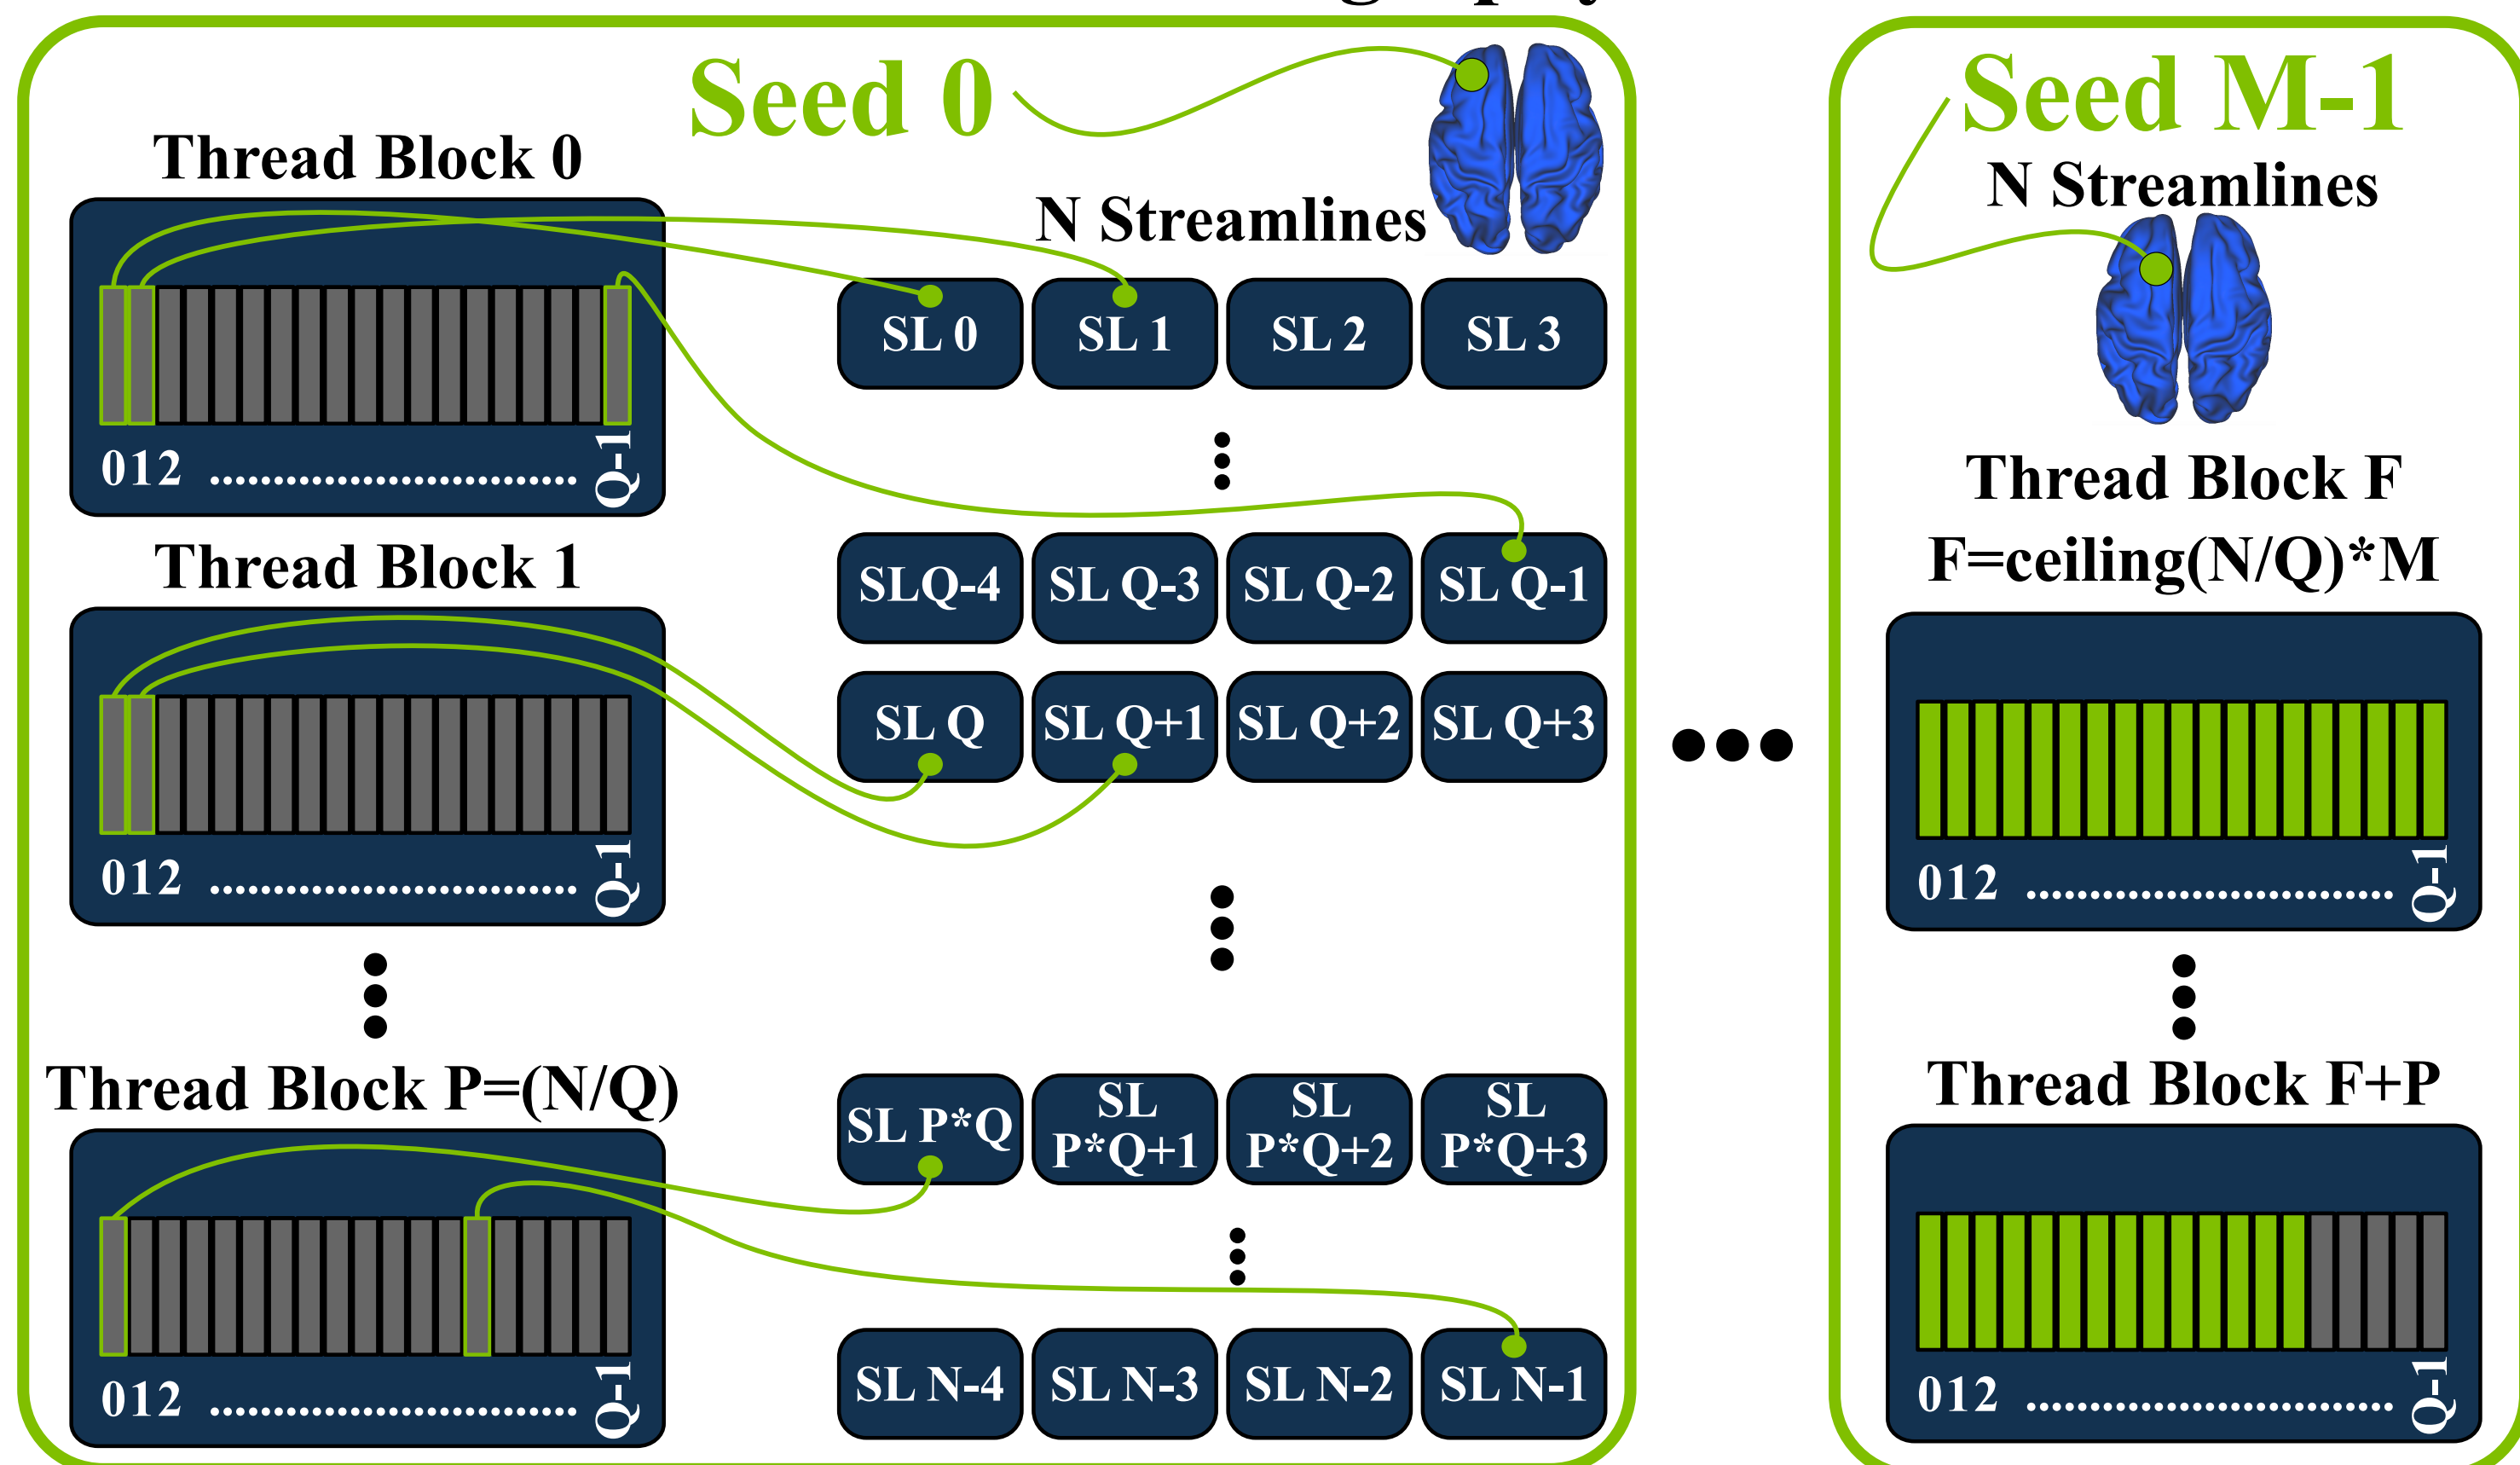 Seed 0
Thread Block 0
N Streamlines
012
Q-1
SL 0
SL 1
SL 2
SL 3
Thread Block 1
012
Q-1
SLQ-4
SL Q-3
SL Q-2
SL Q-1
SL Q
SL Q+1
SL Q+2
SL Q+3
Thread Block P=(N/Q)
012
Q-1
SL P*Q
SL
P*Q+1
SL
P*Q+2
SL
P*Q+3
SL N-4
SL N-3
SL N-2
SL N-1
Seed M-1
N Streamlines
Thread Block F
F=ceiling(N/Q)*M
012
Q-1
Thread Block F+P
012
Q-1